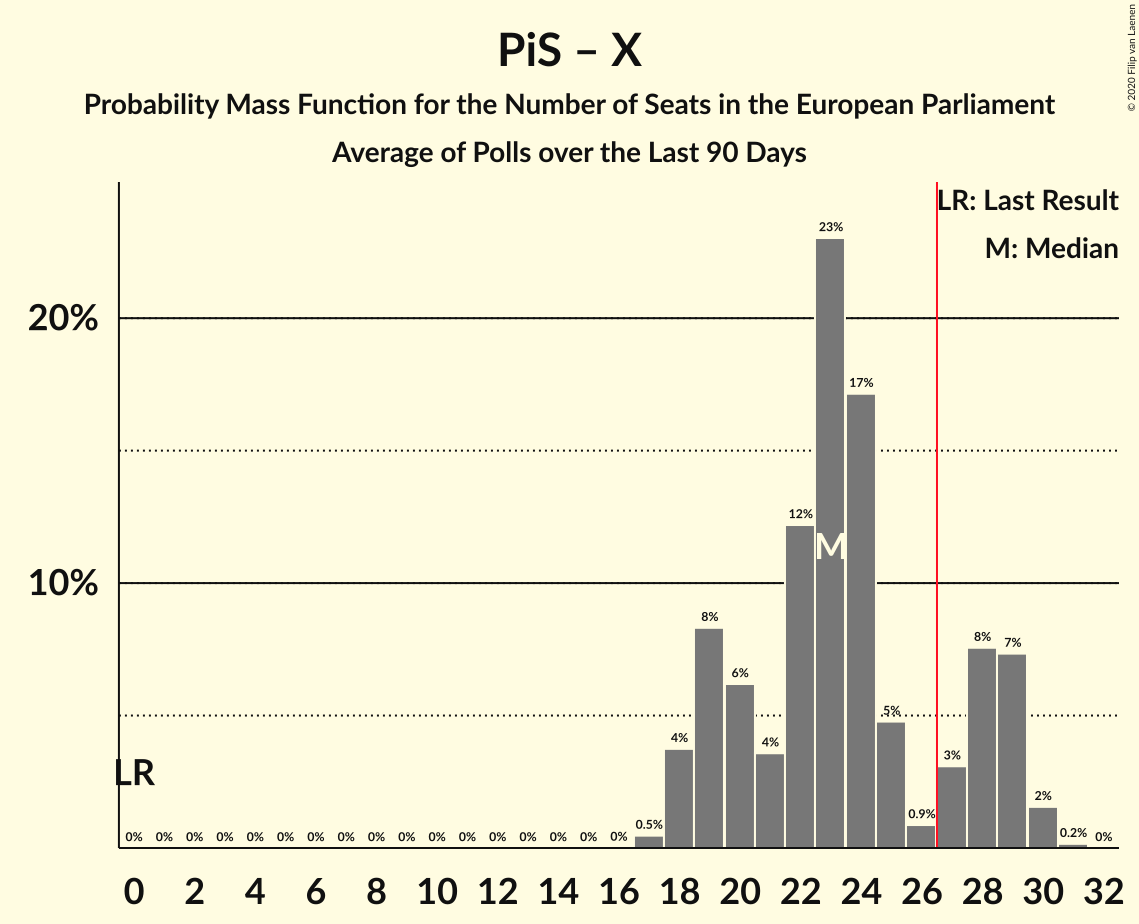 PiS – X
Probability Mass Function for the Number of Seats in the European Parliament
Average of Polls over the Last 90 Days
© 2020 Filip van Laenen
LR: Last Result
M: Median
20%
10%
LR
M
0% 0% 0% 0% 0% 0% 0% 0% 0% 0% 0% 0% 0% 0% 0% 0% 0% 0.5% 4% 8% 6% 4% 12% 23% 17% 5% 0.9% 3% 8% 7% 2% 0.2% 0%
0 2 4 6 8 10 12 14 16 18 20 22 24 26 28 30 32